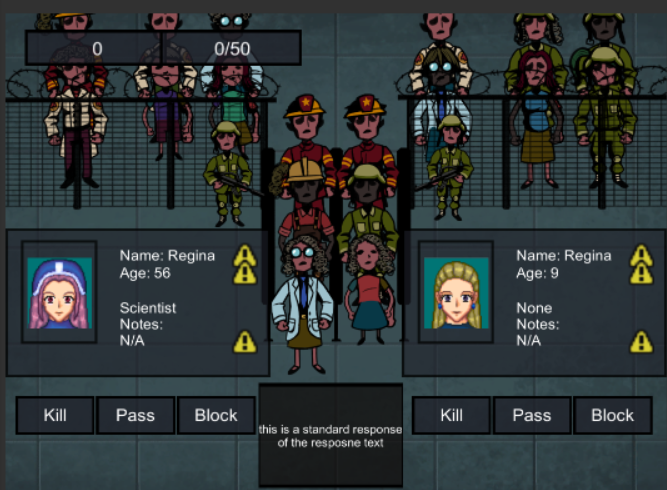 0
0/50
Name: Regina
Age: 56
Scientist
Notes:
N/A
Name: Regina
Age: 9
None
Notes:
N/A
Kill
Pass
Block
this is a standard response
of the resposne text
Kill
Pass
Block